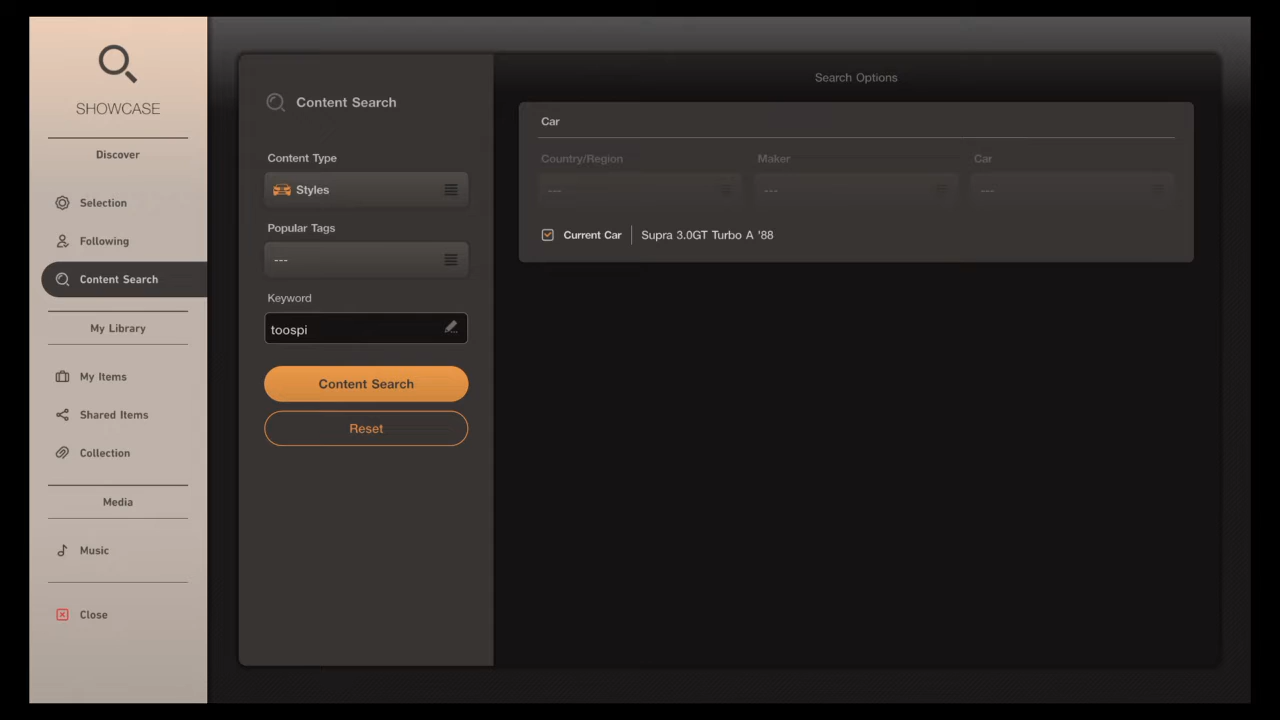 SHOWCASE
Discover
Selection
Following
Content Search
My Library
My Items
Shared Items
Collection
Media
Music
Close
Content Search
Content Type
Styles
Popular Tags
---
Keyword
toospi
Content Search
Reset
Search Options
Car
Country/Region Maker Car
--- --- ---
Current Car Supra 3.0GT Turbo A '88